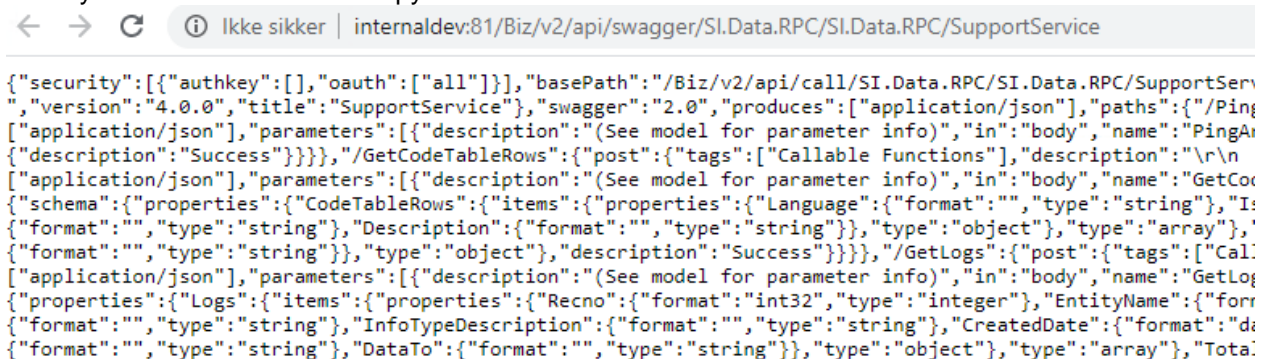 Ikke sikker | internaldev:81/Biz/v2/api/swagger/SI.Data.RPC/SI.Data.RPC/SupportService
{"security":[{"authkey":[],"oauth":["all"]}],"basePath":"/Biz/v2/api/call/SI.Data.RPC/SI.Data.RPC/SupportServ
","version":"4.0.0","title":"SupportService"},"swagger":"2.0","produces":["application/json"],"paths":{"/Ping
["application/json"],"parameters":[{"description":"(See model for parameter info)","in":"body","name":"PingAr
{"description":"Success"}}}},"/GetCodeTableRows":{"post":{"tags":["Callable Functions"],"description":"\r\n
["application/json"],"parameters":[{"description":"(See model for parameter info)","in":"body","name":"GetCod
{"schema":{"properties":{"CodeTableRows":{"items":{"properties":{"Language":{"format":"","type":"string"},"Is
{"format":"","type":"string"},"Description":{"format":"","type":"string"}},"type":"object"},"type":"array"},"
{"format":"","type":"string"}},"type":"object"},"description":"Success"}}}},"/GetLogs":{"post":{"tags":["Call
["application/json"],"parameters":[{"description":"(See model for parameter info)","in":"body","name":"GetLog
{"properties":{"Logs":{"items":{"properties":{"Recno":{"format":"int32","type":"integer"},"EntityName":{"form
{"format":"","type":"string"},"InfoTypeDescription":{"format":"","type":"string"},"CreatedDate":{"format":"da
{"format":"","type":"string"},"DataTo":{"format":"","type":"string"}},"type":"object"},"type":"array"},"Total